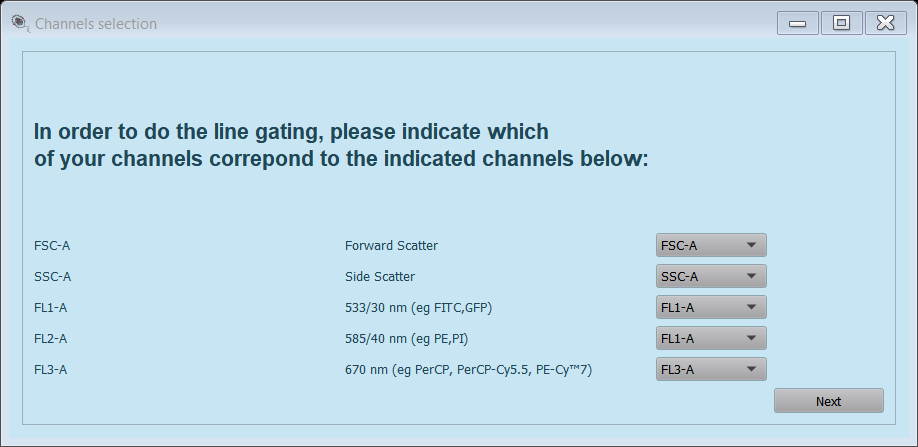 Channels selection
In order to do the line gating, please indicate which
of your channels correpond to the indicated channels below:
FSC-A Forward Scatter FSC-A
SSC-A Side Scatter SSC-A
FL1-A 533/30 nm (eg FITC,GFP) FL1-A
FL2-A 585/40 nm (eg PE,PI) FL1-A
FL3-A 670 nm (eg PerCP, PerCP-Cy5.5, PE-Cy™7) FL3-A
Next